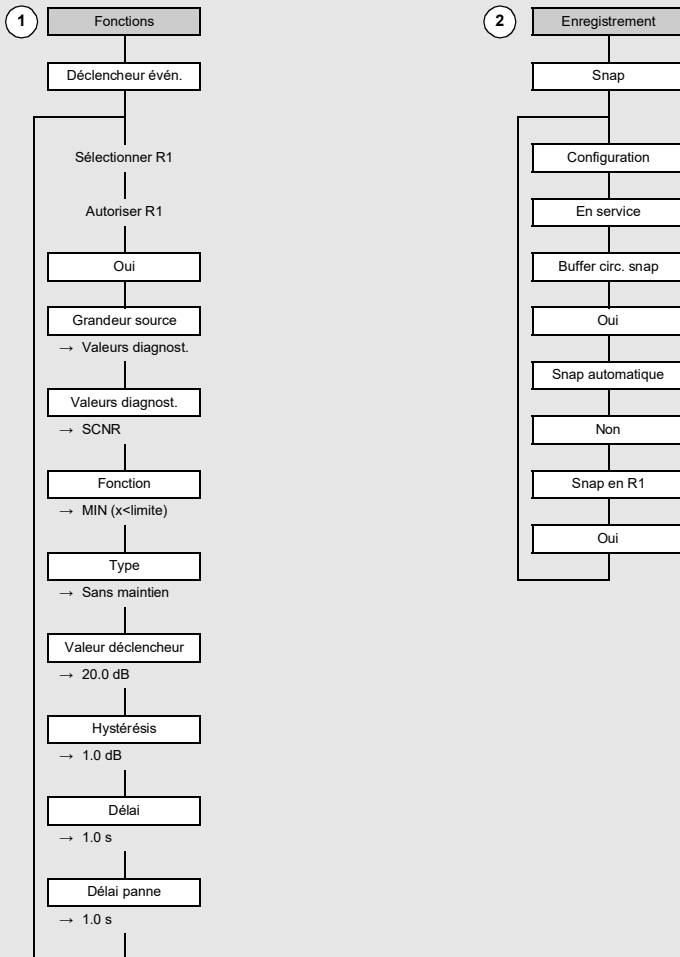 1
Fonctions
Déclencheur évén.
Sélectionner R1
Autoriser R1
Oui
Grandeur source
→ Valeurs diagnost.
Valeurs diagnost.
→ SCNR
Fonction
→ MIN (x<limite)
Type
→ Sans maintien
Valeur déclencheur
→ 20.0 dB
Hystérésis
→ 1.0 dB
Délai
→ 1.0 s
Délai panne
→ 1.0 s
2
Enregistrement
Snap
Configuration
En service
Buffer circ. snap
Oui
Snap automatique
Non
Snap en R1
Oui